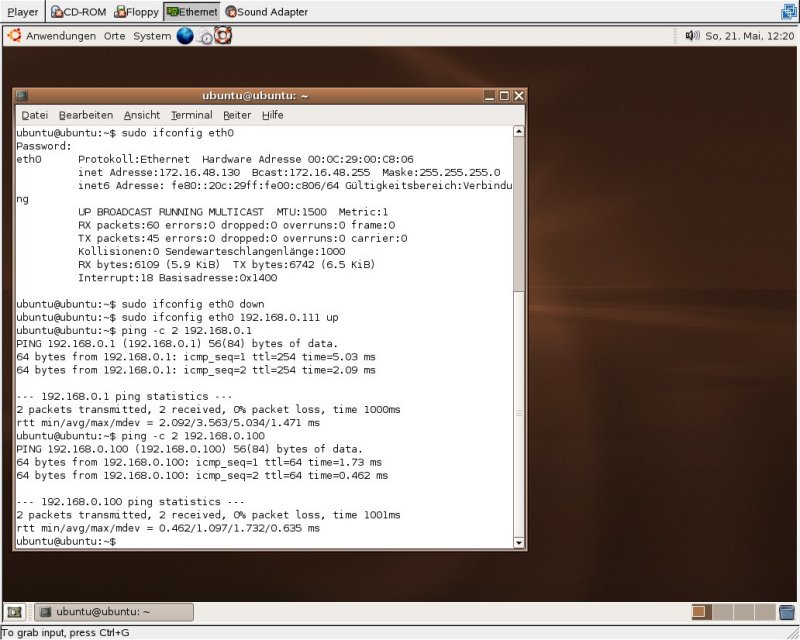 Player CD-ROM Floppy Ethernet Sound Adapter
Anwendungen Orte System So, 21. Mai, 12:20
ubuntu@ubuntu: ~
Datei Bearbeiten Ansicht Terminal Reiter Hilfe
ubuntu@ubuntu:~$ sudo ifconfig eth0
Password:
eth0 Protokoll:Ethernet Hardware Adresse 00:0C:29:00:C8:06
inet Adresse:172.16.48.130 Bcast:172.16.48.255 Maske:255.255.255.0
inet6 Adresse: fe80::20c:29ff:fe00:c806/64 Gültigkeitsbereich:Verbindu
ng
UP BROADCAST RUNNING MULTICAST MTU:1500 Metric:1
RX packets:60 errors:0 dropped:0 overruns:0 frame:0
TX packets:45 errors:0 dropped:0 overruns:0 carrier:0
Kollisionen:0 Sendewarteschlangenlänge:1000
RX bytes:6109 (5.9 KiB) TX bytes:6742 (6.5 KiB)
Interrupt:18 Basisadresse:0x1400
ubuntu@ubuntu:~$ sudo ifconfig eth0 down
ubuntu@ubuntu:~$ sudo ifconfig eth0 192.168.0.111 up
ubuntu@ubuntu:~$ ping -c 2 192.168.0.1
PING 192.168.0.1 (192.168.0.1) 56(84) bytes of data.
64 bytes from 192.168.0.1: icmp_seq=1 ttl=254 time=5.03 ms
64 bytes from 192.168.0.1: icmp_seq=2 ttl=254 time=2.09 ms
--- 192.168.0.1 ping statistics ---
2 packets transmitted, 2 received, 0% packet loss, time 1000ms
rtt min/avg/max/mdev = 2.092/3.563/5.034/1.471 ms
ubuntu@ubuntu:~$ ping -c 2 192.168.0.100
PING 192.168.0.100 (192.168.0.100) 56(84) bytes of data.
64 bytes from 192.168.0.100: icmp_seq=1 ttl=64 time=1.73 ms
64 bytes from 192.168.0.100: icmp_seq=2 ttl=64 time=0.462 ms
--- 192.168.0.100 ping statistics ---
2 packets transmitted, 2 received, 0% packet loss, time 1001ms
rtt min/avg/max/mdev = 0.462/1.097/1.732/0.635 ms
ubuntu@ubuntu:~$
ubuntu@ubuntu: ~
To grab input, press Ctrl+G